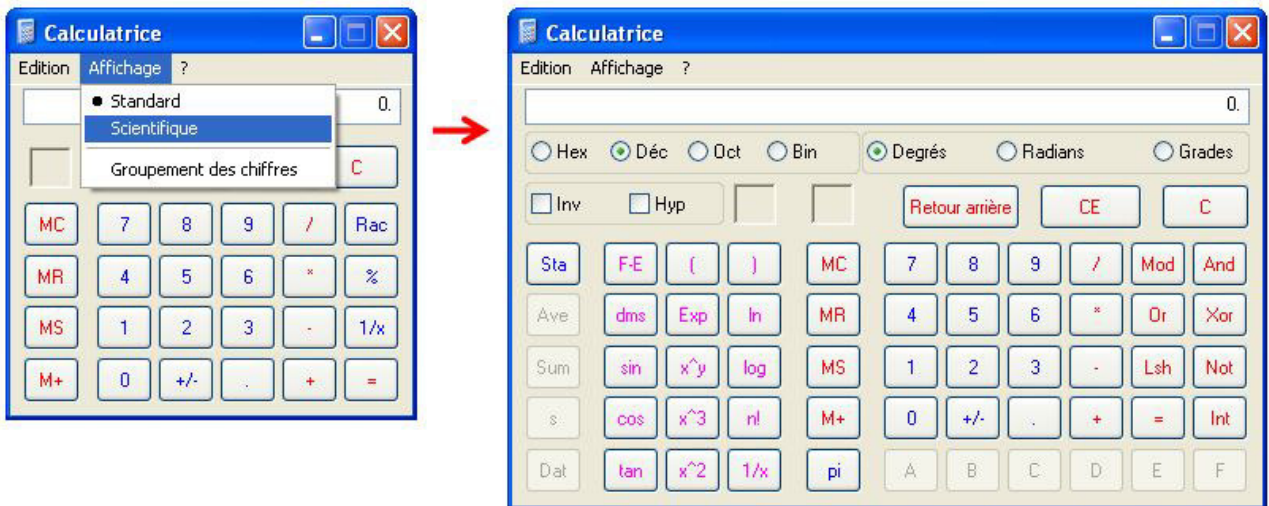 Calculatrice
Edition Affichage ?
Standard
0.
Scientifique
Groupement des chiffres
C
MC 7 8 9 / Rac
MR 4 5 6 * %
MS 1 2 3 - 1/x
M+ 0 +/- . + =
Calculatrice
Edition Affichage ?
0.
Hex Déc Oct Bin Degrés Radians Grades
Inv Hyp Retour arrière CE C
Sta F-E ( ) MC 7 8 9 / Mod And
Ave dms Exp ln MR 4 5 6 * Or Xor
Sum sin x^y log MS 1 2 3 - Lsh Not
s cos x^3 n! M+ 0 +/- . + = Int
Dat tan x^2 1/x pi A B C D E F